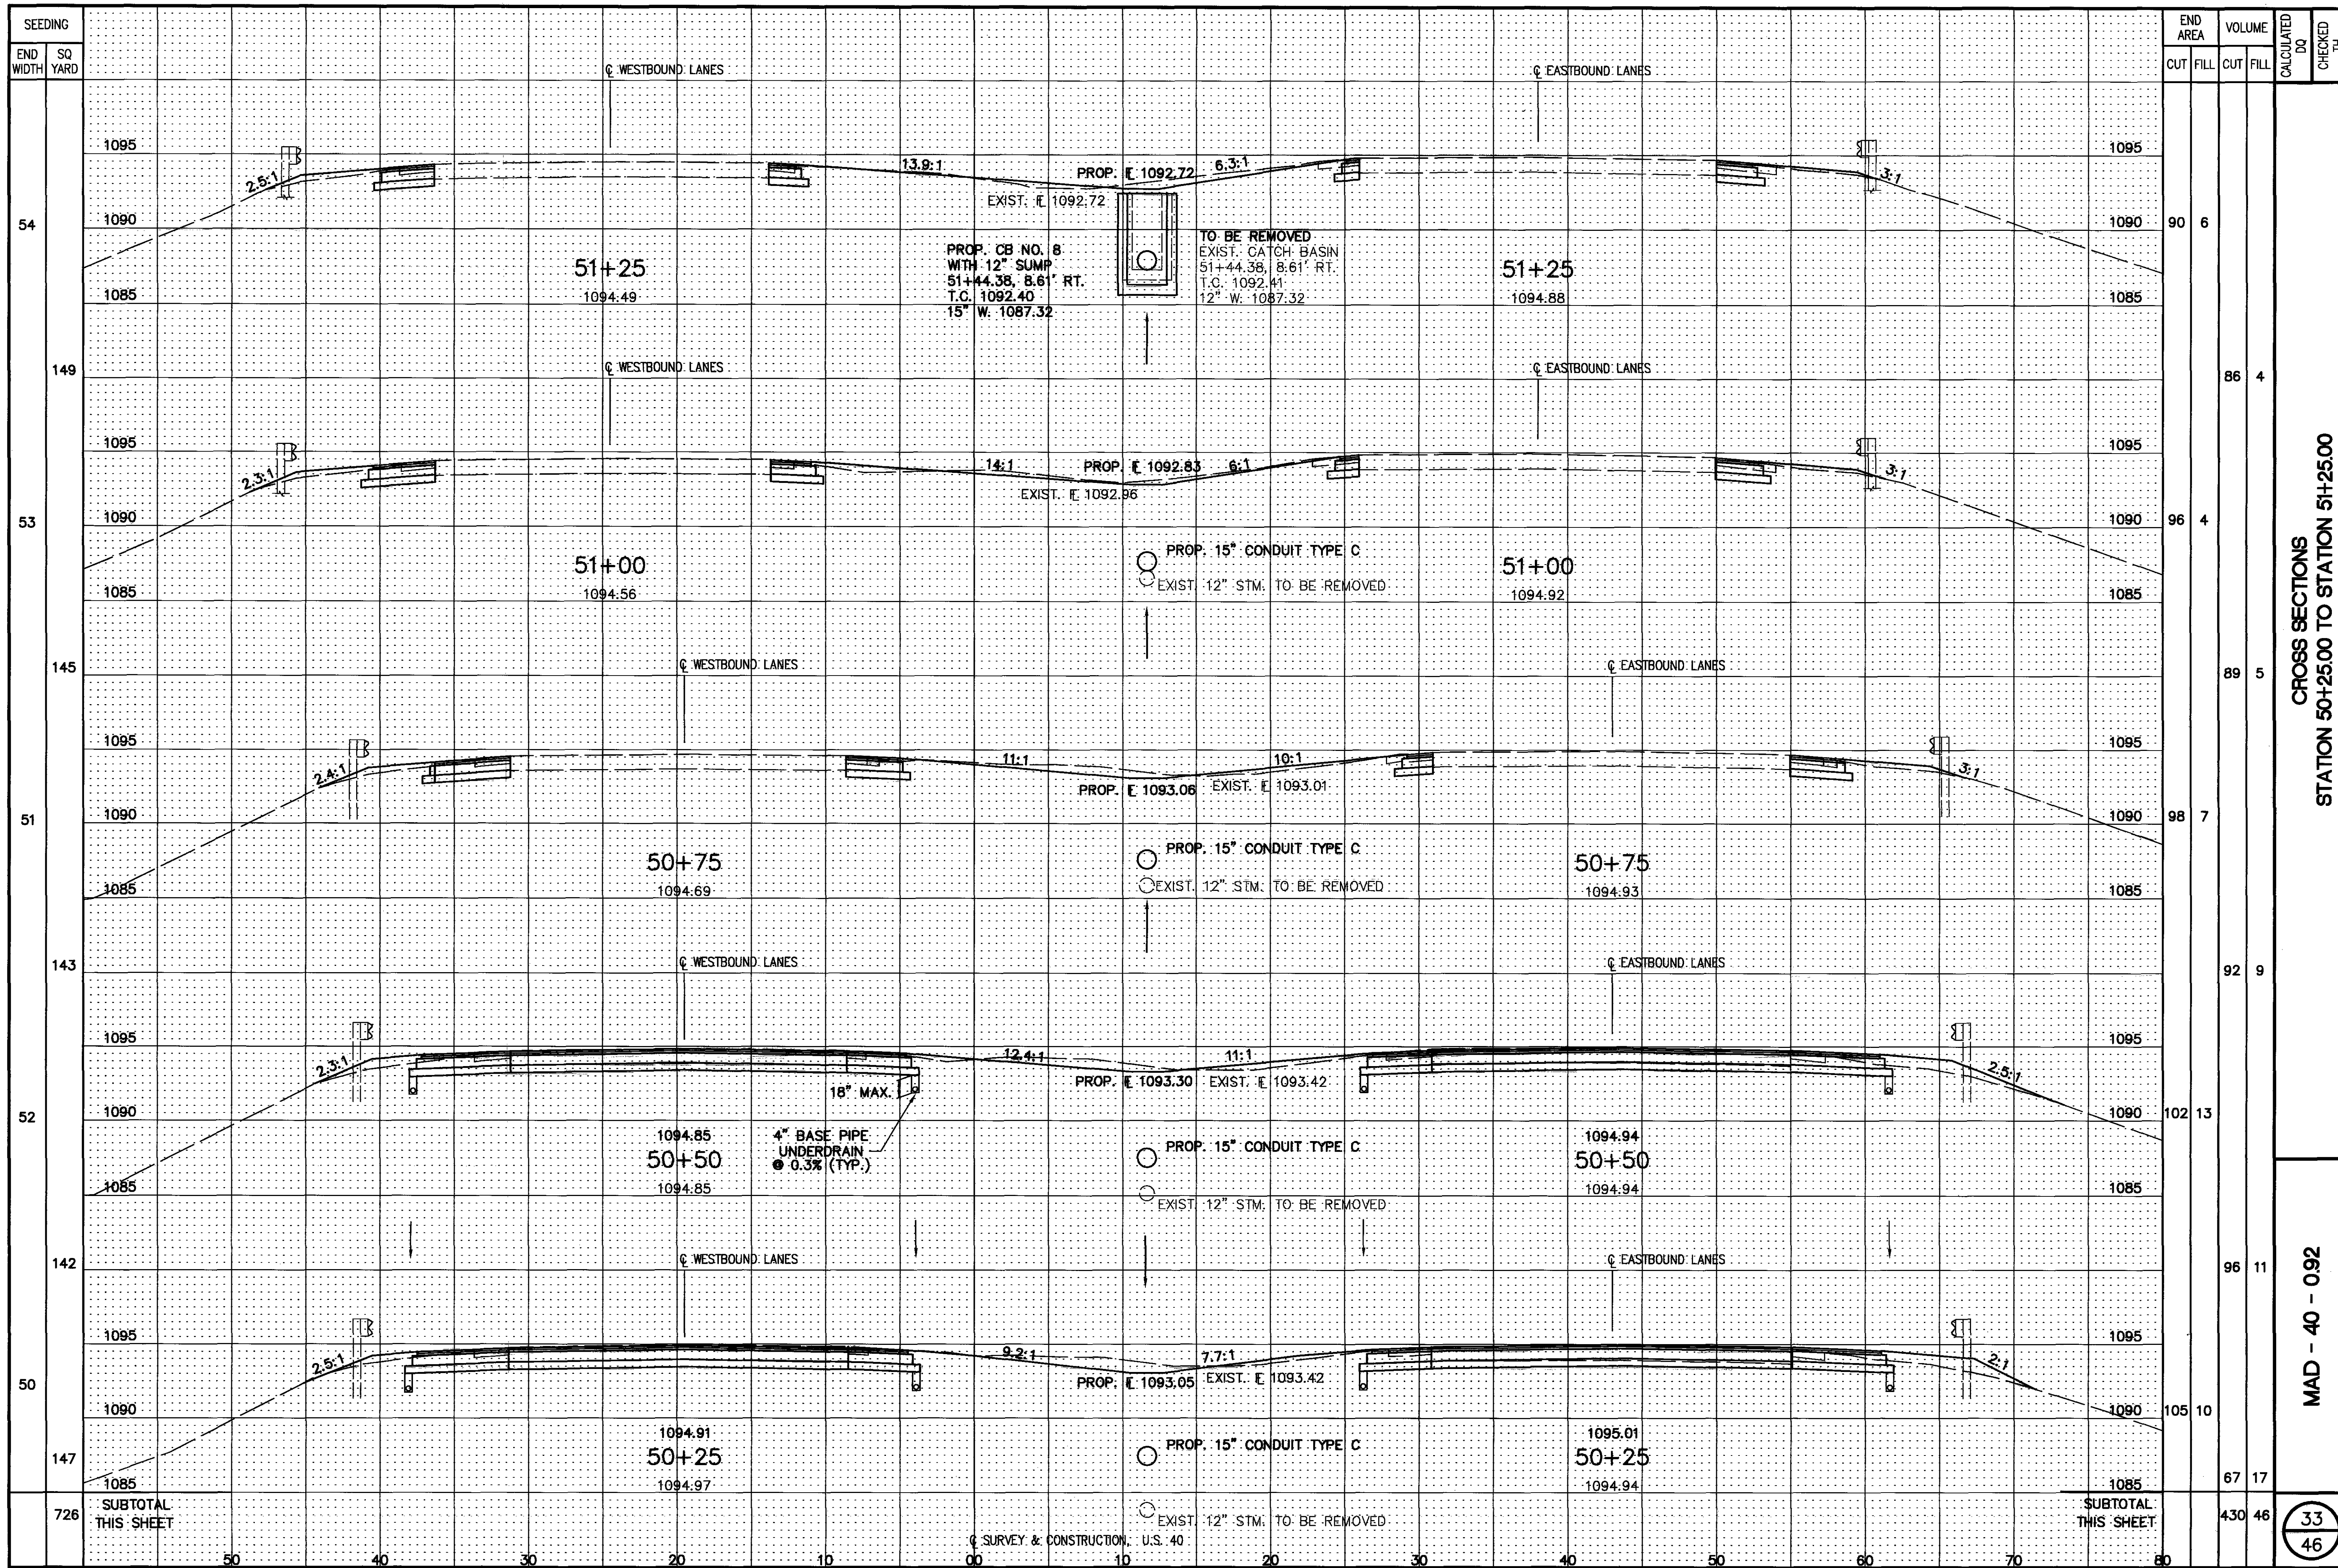 SEEDING
END WIDTH
SQ YARD
END AREA
VOLUME
CUT FILL CUT FILL
CALCULATED
DQ
CHECKED
TH
℄ WESTBOUND LANES
℄ EASTBOUND LANES
1095
2.5:1
13.9:1
PROP. ℄ 1092.72
6.3:1
3:1
1095
EXIST. ℄ 1092.72
54
1090
1090
90 6
PROP. CB NO. 8
WITH 12" SUMP
51+44.38, 8.61' RT.
T.C. 1092.40
15" W. 1087.32
TO BE REMOVED
EXIST. CATCH BASIN
51+44.38, 8.61' RT.
T.C. 1092.41
12" W. 1087.32
51+25
1094.49
51+25
1094.88
1085
1085
149
℄ WESTBOUND LANES
℄ EASTBOUND LANES
86 4
1095
2.3:1
14:1
PROP. ℄ 1092.83
6:1
3:1
1095
EXIST. ℄ 1092.96
53
1090
1090
96 4
PROP. 15" CONDUIT TYPE C
51+00
51+00
EXIST. 12" STM. TO BE REMOVED
1085
1094.56
1094.92
1085
145
℄ WESTBOUND LANES
℄ EASTBOUND LANES
89 5
1095
2.4:1
11:1
10:1
3:1
1095
PROP. ℄ 1093.06
EXIST. ℄ 1093.01
51
1090
1090
98 7
PROP. 15" CONDUIT TYPE C
50+75
50+75
EXIST. 12" STM. TO BE REMOVED
1085
1094.69
1094.93
1085
143
℄ WESTBOUND LANES
℄ EASTBOUND LANES
92 9
1095
2.3:1
12.4:1
11:1
2.5:1
1095
PROP. ℄ 1093.30
EXIST. ℄ 1093.42
18" MAX.
52
1090
1090
102 13
1094.85
4" BASE PIPE
UNDERDRAIN
@ 0.3% (TYP.)
PROP. 15" CONDUIT TYPE C
1094.94
50+50
50+50
1085
1094.85
1094.94
1085
EXIST. 12" STM. TO BE REMOVED
142
℄ WESTBOUND LANES
℄ EASTBOUND LANES
96 11
1095
2.5:1
9.2:1
7.7:1
2:1
1095
PROP. ℄ 1093.05
EXIST. ℄ 1093.42
50
1090
1090
105 10
1094.91
PROP. 15" CONDUIT TYPE C
1095.01
50+25
50+25
147
1085
1094.97
1094.94
1085
67 17
726
SUBTOTAL
THIS SHEET
EXIST. 12" STM. TO BE REMOVED
SUBTOTAL
THIS SHEET
430 46
℄ SURVEY & CONSTRUCTION, U.S. 40
50 40 30 20 10 00 10 20 30 40 50 60 70 80
CROSS SECTIONS
STATION 50+25.00 TO STATION 51+25.00
MAD - 40 - 0.92
33
46